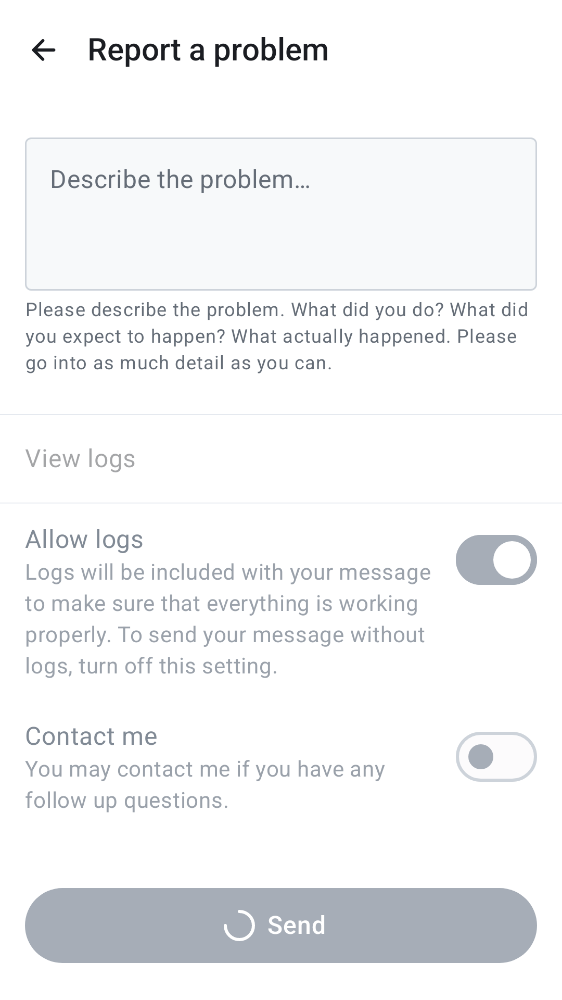 Report a problem
Describe the problem…
Please describe the problem. What did you do? What did
you expect to happen? What actually happened. Please
go into as much detail as you can.
View logs
Allow logs
Logs will be included with your message
to make sure that everything is working
properly. To send your message without
logs, turn off this setting.
Contact me
You may contact me if you have any
follow up questions.
Send